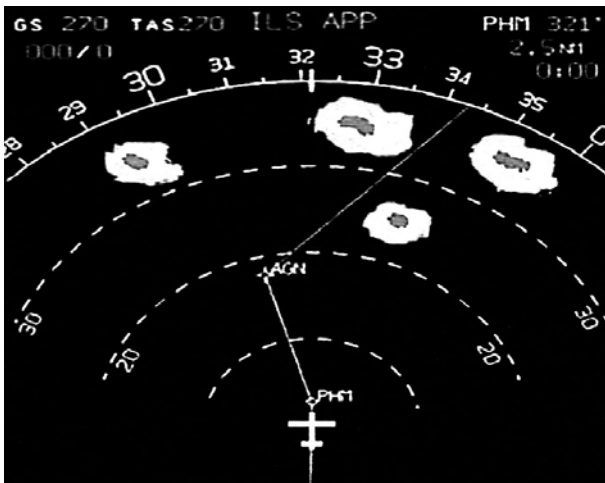 GS 270 TAS270 ILS APP PHM 321°
000/0 2.5NM
0:00
28 29 30 31 32 33 34 35 0
30 30
20 20
AGN
PHM